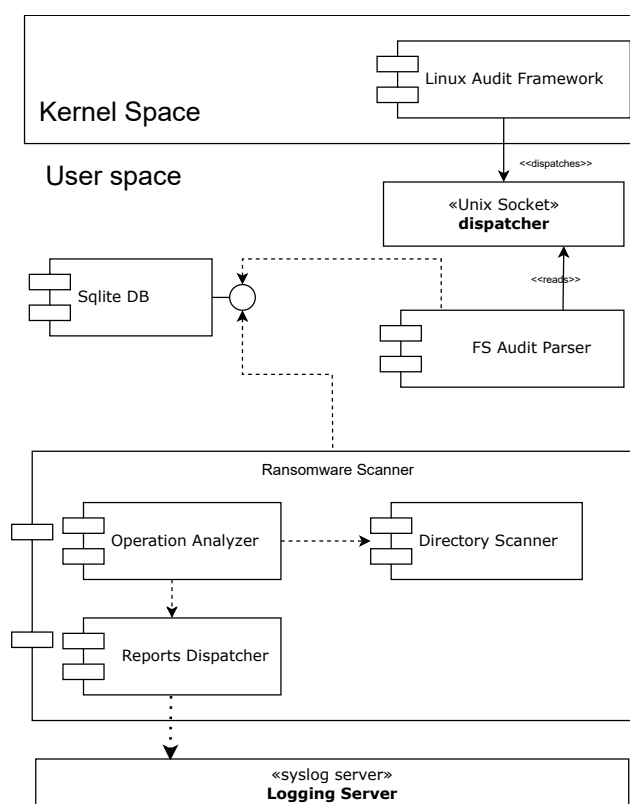 Linux Audit Framework
Kernel Space
<<dispatches>>
User space
«Unix Socket»
dispatcher
<<reads>>
Sqlite DB
FS Audit Parser
Ransomware Scanner
Operation Analyzer
Directory Scanner
Reports Dispatcher
«syslog server»
Logging Server